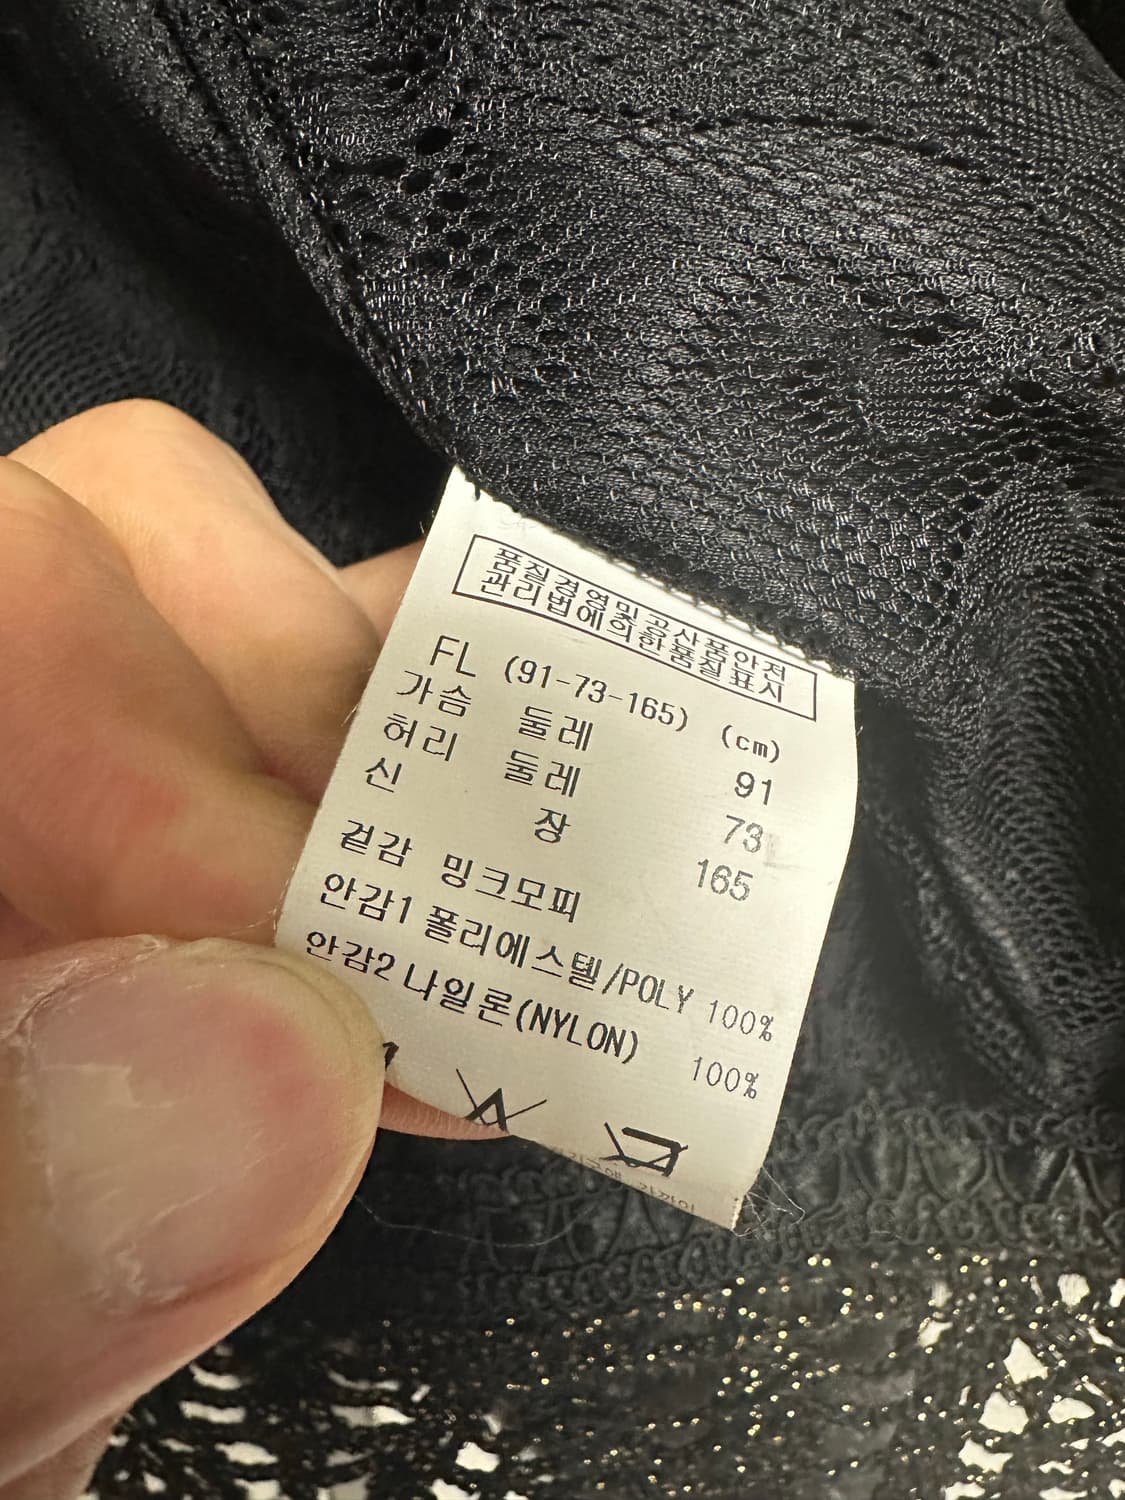 품질경영및공산품안전
관리법에의한품질표시
FL (91-73-165) (cm)
가슴 둘레 91
허리 둘레 73
신 장 165
겉감 밍크모피
안감1 폴리에스텔/POLY 100%
안감2 나일론(NYLON) 100%